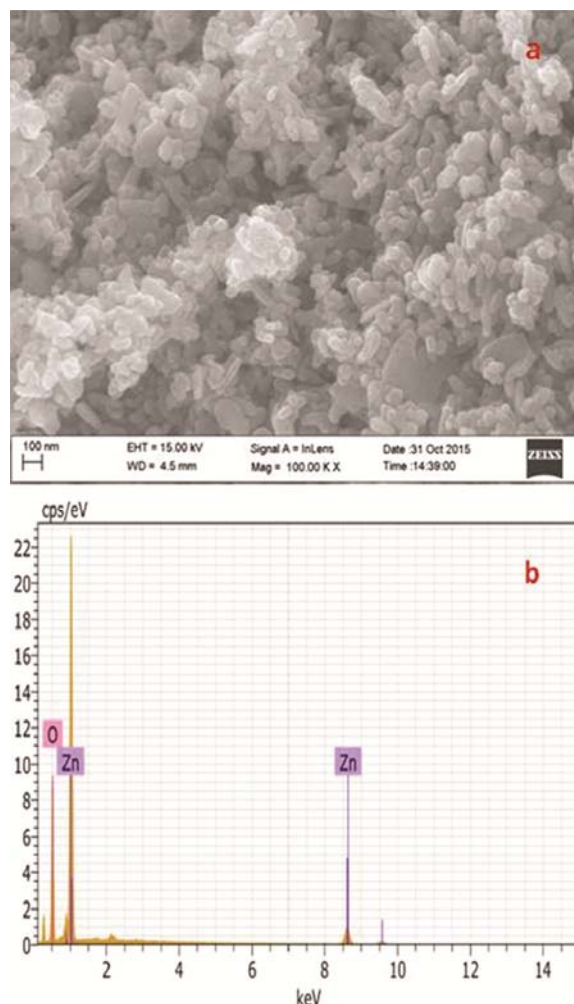 a
100 nm EHT = 15.00 kV Signal A = InLens Date :31 Oct 2015 ZEISS
WD = 4.5 mm Mag = 100.00 K X Time :14:39:00
cps/eV
b
22
20
18
16
14
12
10
8
6
4
2
0
O
Zn
Zn
2 4 6 8 10 12 14
keV